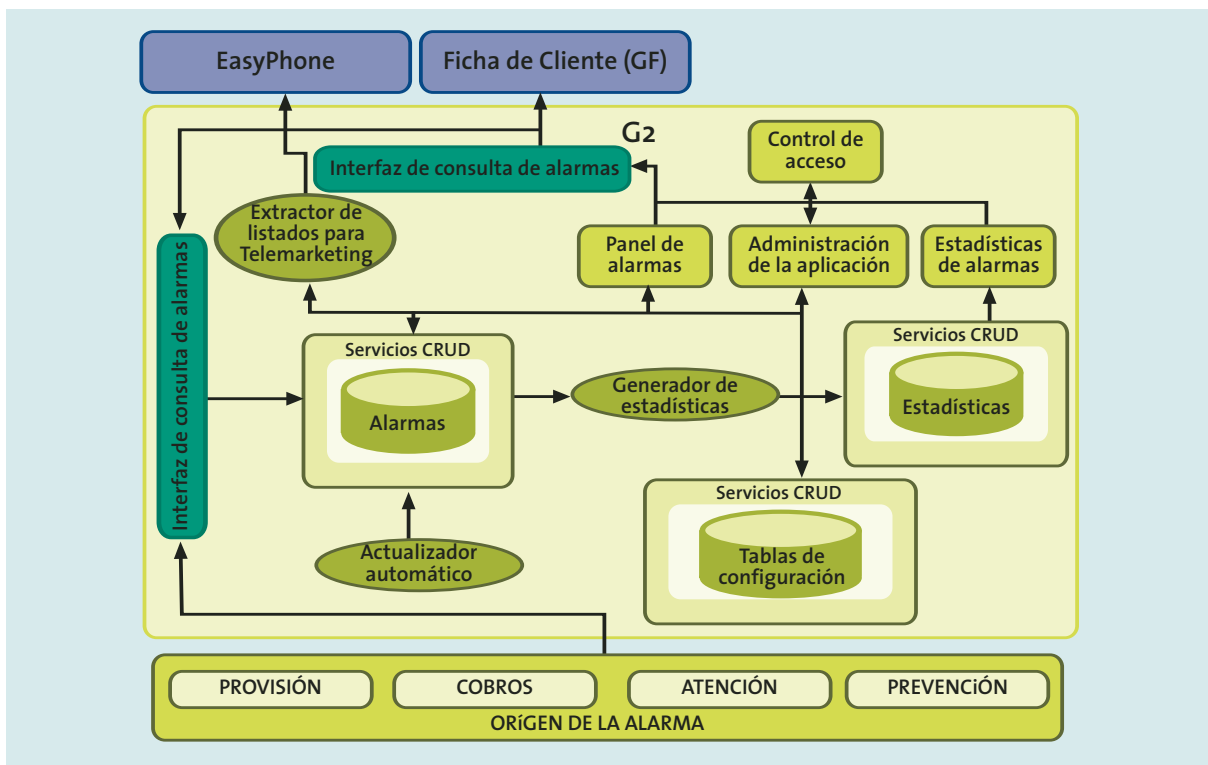 EasyPhone
Ficha de Cliente (GF)
G2
Control de
acceso
Interfaz de consulta de alarmas
Extractor de
listados para
Telemarketing
Panel de
alarmas
Administración
de la aplicación
Estadísticas
de alarmas
Interfaz de consulta de alarmas
Servicios CRUD
Alarmas
Generador de
estadísticas
Servicios CRUD
Estadísticas
Actualizador
automático
Servicios CRUD
Tablas de
configuración
PROVISIÓN
COBROS
ATENCIÓN
PREVENCiÓN
ORíGEN DE LA ALARMA